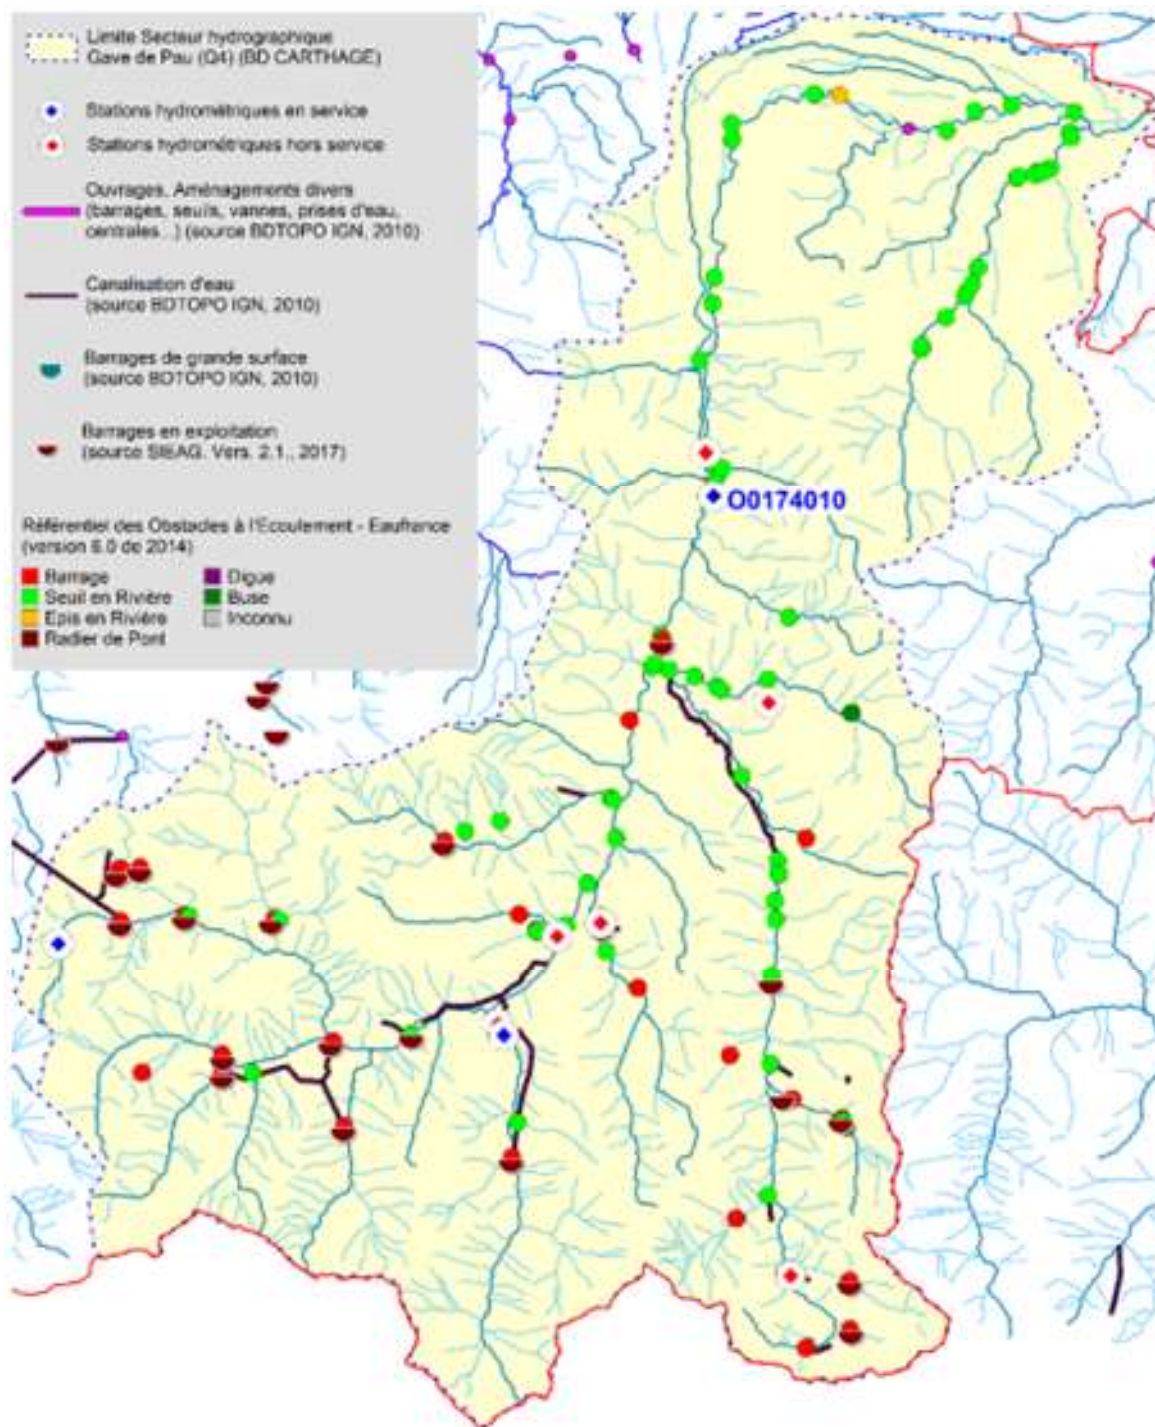 Limite Secteur hydrographique
Gave de Pau (Q4) (BD CARTHAGE)
Stations hydrométriques en service
Stations hydrométriques hors service
Ouvrages, Aménagements divers
(barrages, seuils, vannes, prises d'eau,
centrales...) (source BDTOPO IGN, 2010)
Canalisation d'eau
(source BDTOPO IGN, 2010)
Barrages de grande surface
(source BDTOPO IGN, 2010)
Barrages en exploitation
(source SIEAG. Vers. 2.1., 2017)
Référentiel des Obstacles à l'Ecoulement - Eaufrance
(version 6.0 de 2014)
Barrage
Digue
Seuil en Rivière
Buse
Epis en Rivière
Inconnu
Radier de Pont
O0174010